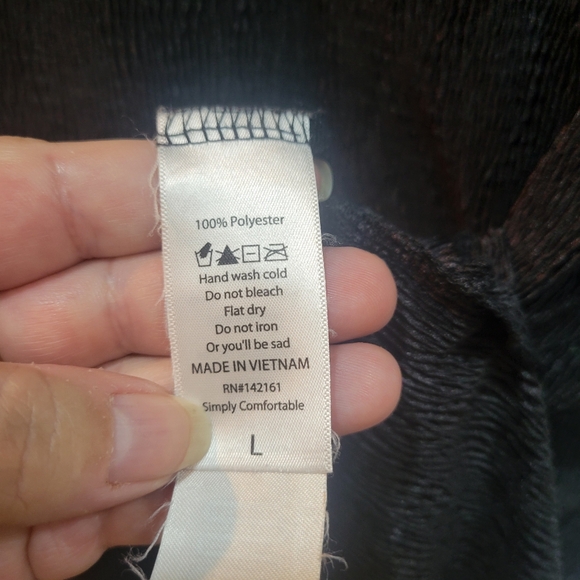 100% Polyester
Hand wash cold
Do not bleach
Flat dry
Do not iron
Or you'll be sad
MADE IN VIETNAM
RN#142161
Simply Comfortable
L